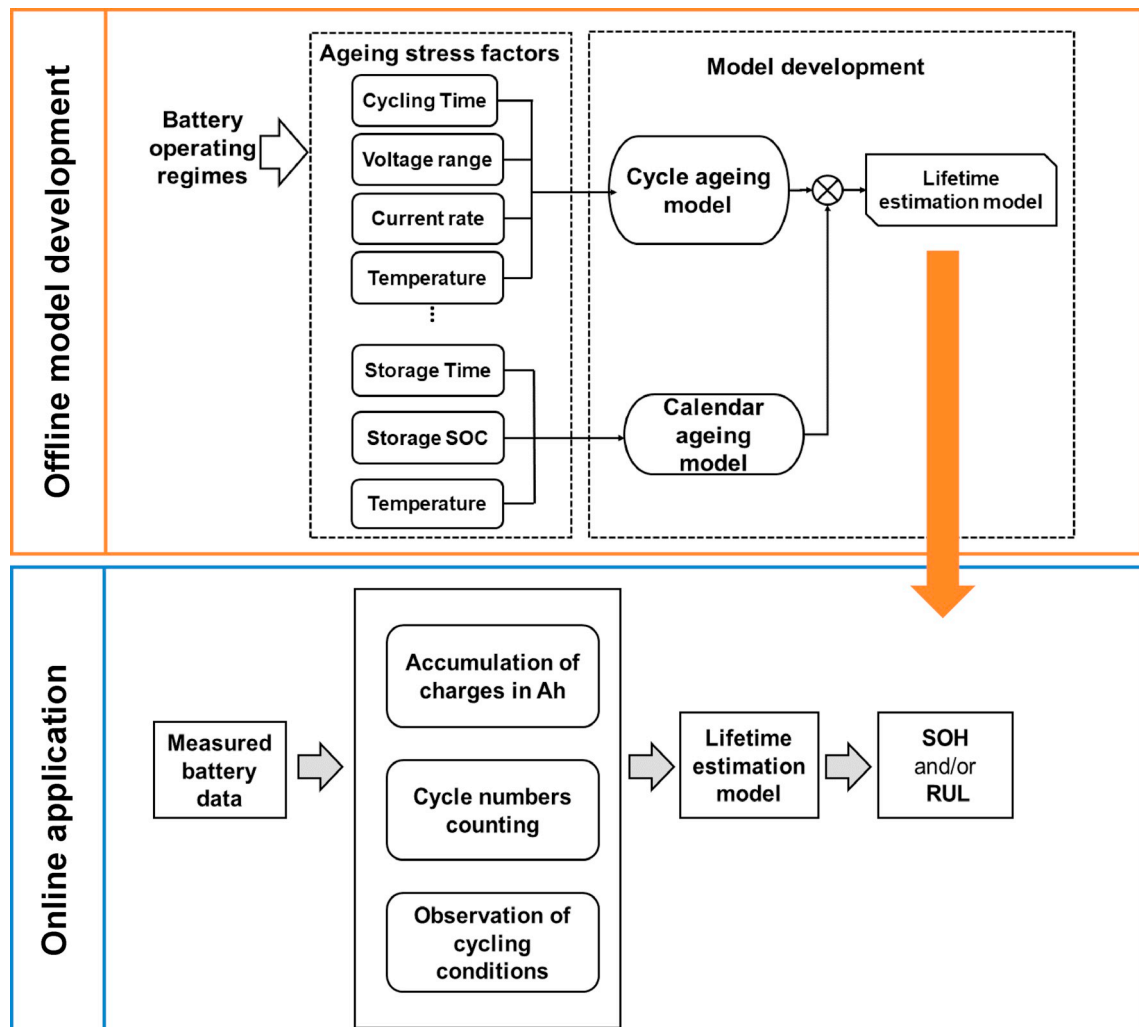 Offline model development
Battery
operating
regimes
Ageing stress factors
Cycling Time
Voltage range
Current rate
Temperature
...
Storage Time
Storage SOC
Temperature
Model development
Cycle ageing
model
Calendar
ageing
model
Lifetime
estimation model
Online application
Measured
battery
data
Accumulation of
charges in Ah
Cycle numbers
counting
Observation of
cycling
conditions
Lifetime
estimation
model
SOH
and/or
RUL